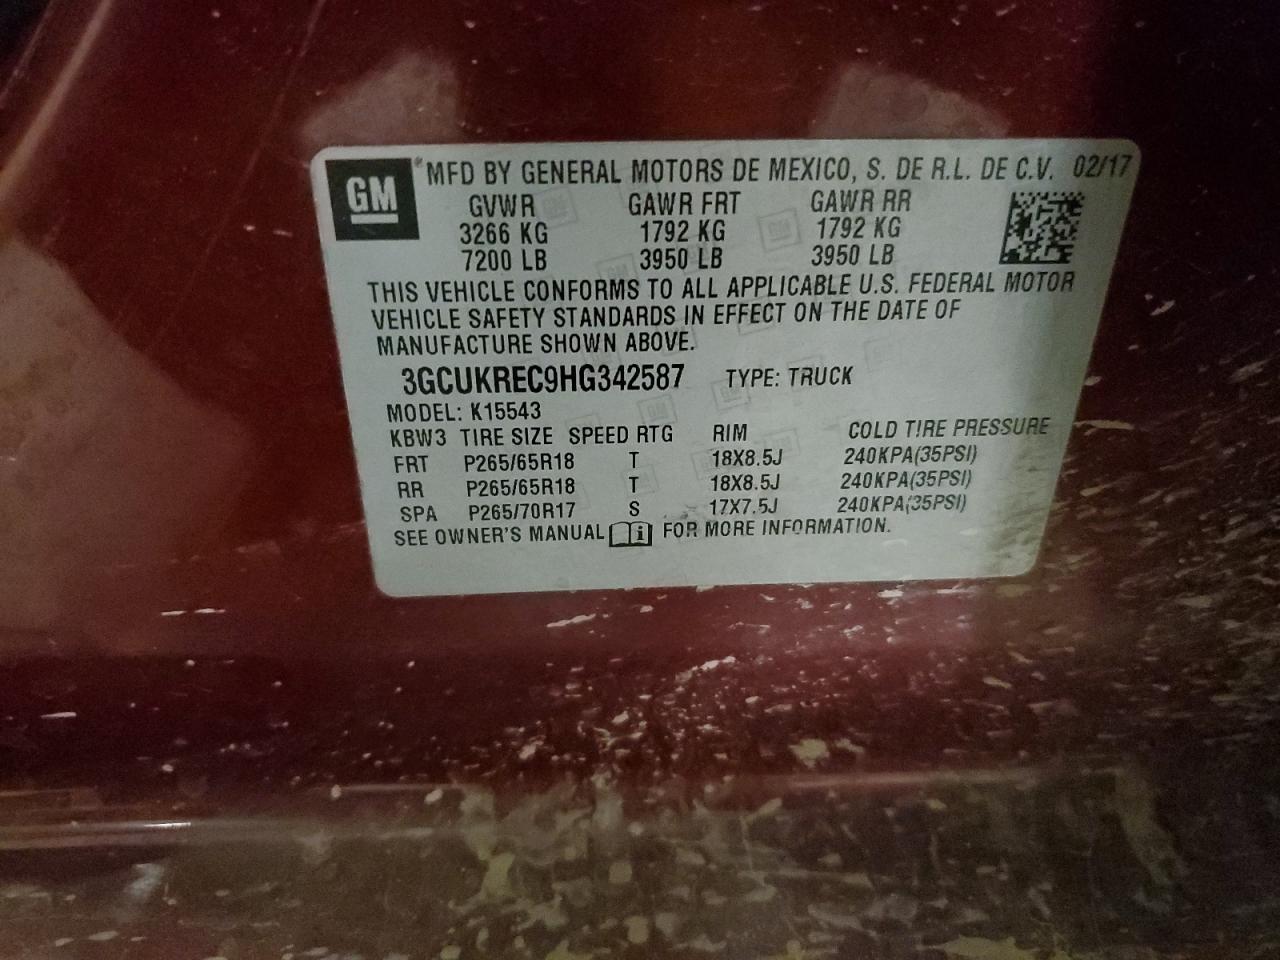 GM
MFD BY GENERAL MOTORS DE MEXICO, S. DE R.L. DE C.V. 02/17
GVWR GAWR FRT GAWR RR
3266 KG 1792 KG 1792 KG
7200 LB 3950 LB 3950 LB
THIS VEHICLE CONFORMS TO ALL APPLICABLE U.S. FEDERAL MOTOR
VEHICLE SAFETY STANDARDS IN EFFECT ON THE DATE OF
MANUFACTURE SHOWN ABOVE.
3GCUKREC9HG342587 TYPE: TRUCK
MODEL: K15543
KBW3 TIRE SIZE SPEED RTG RIM COLD TIRE PRESSURE
FRT P265/65R18 T 18X8.5J 240KPA(35PSI)
RR P265/65R18 T 18X8.5J 240KPA(35PSI)
SPA P265/70R17 S 17X7.5J 240KPA(35PSI)
SEE OWNER'S MANUAL i FOR MORE INFORMATION.